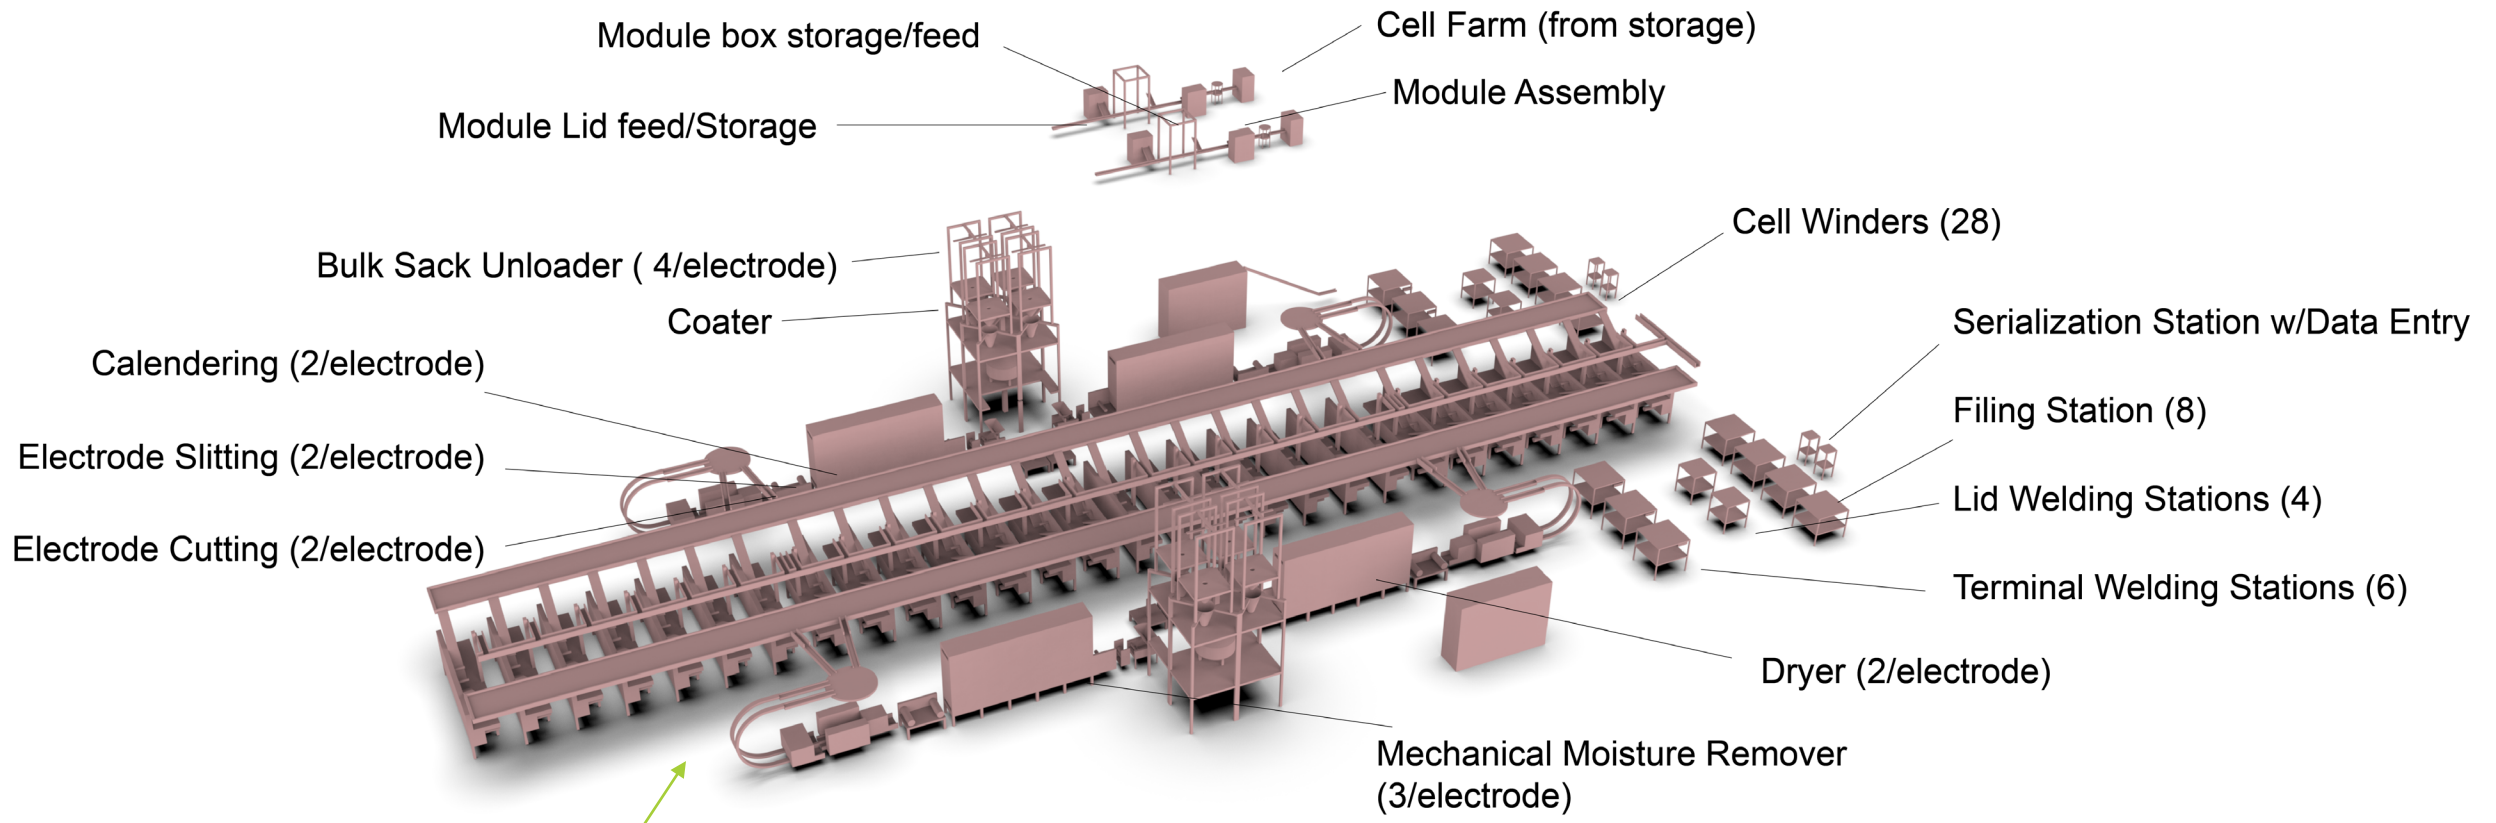 Module box storage/feed
Cell Farm (from storage)
Module Assembly
Module Lid feed/Storage
Cell Winders (28)
Bulk Sack Unloader ( 4/electrode)
Coater
Serialization Station w/Data Entry
Calendering (2/electrode)
Filing Station (8)
Electrode Slitting (2/electrode)
Lid Welding Stations (4)
Electrode Cutting (2/electrode)
Terminal Welding Stations (6)
Dryer (2/electrode)
Mechanical Moisture Remover
(3/electrode)